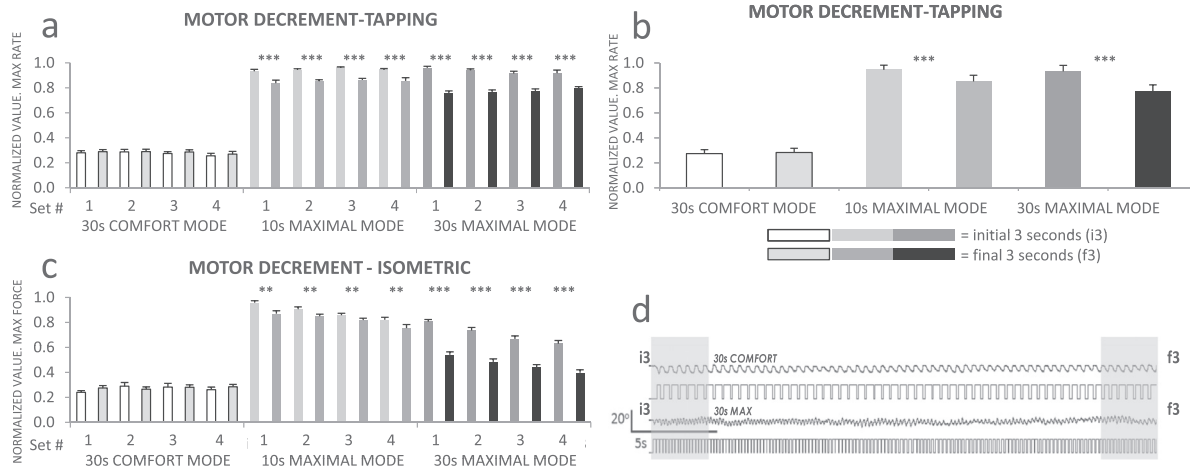 a
MOTOR DECREMENT-TAPPING
NORMALIZED VALUE. MAX RATE
*** *** *** *** *** *** *** ***
1.0
0.8
0.6
0.4
0.2
0.0
Set # 1 2 3 4 1 2 3 4 1 2 3 4
30s COMFORT MODE 10s MAXIMAL MODE 30s MAXIMAL MODE
b
MOTOR DECREMENT-TAPPING
NORMALIZED VALUE. MAX RATE
*** ***
1.0
0.8
0.6
0.4
0.2
0.0
30s COMFORT MODE 10s MAXIMAL MODE 30s MAXIMAL MODE
= initial 3 seconds (i3)
= final 3 seconds (f3)
c
MOTOR DECREMENT - ISOMETRIC
NORMALIZED VALUE. MAX FORCE
** ** ** ** *** *** *** ***
1.0
0.8
0.6
0.4
0.2
0.0
Set # 1 2 3 4 1 2 3 4 1 2 3 4
30s COMFORT MODE 10s MAXIMAL MODE 30s MAXIMAL MODE
d
i3 30s COMFORT f3
i3 30s MAX f3
20º
5s